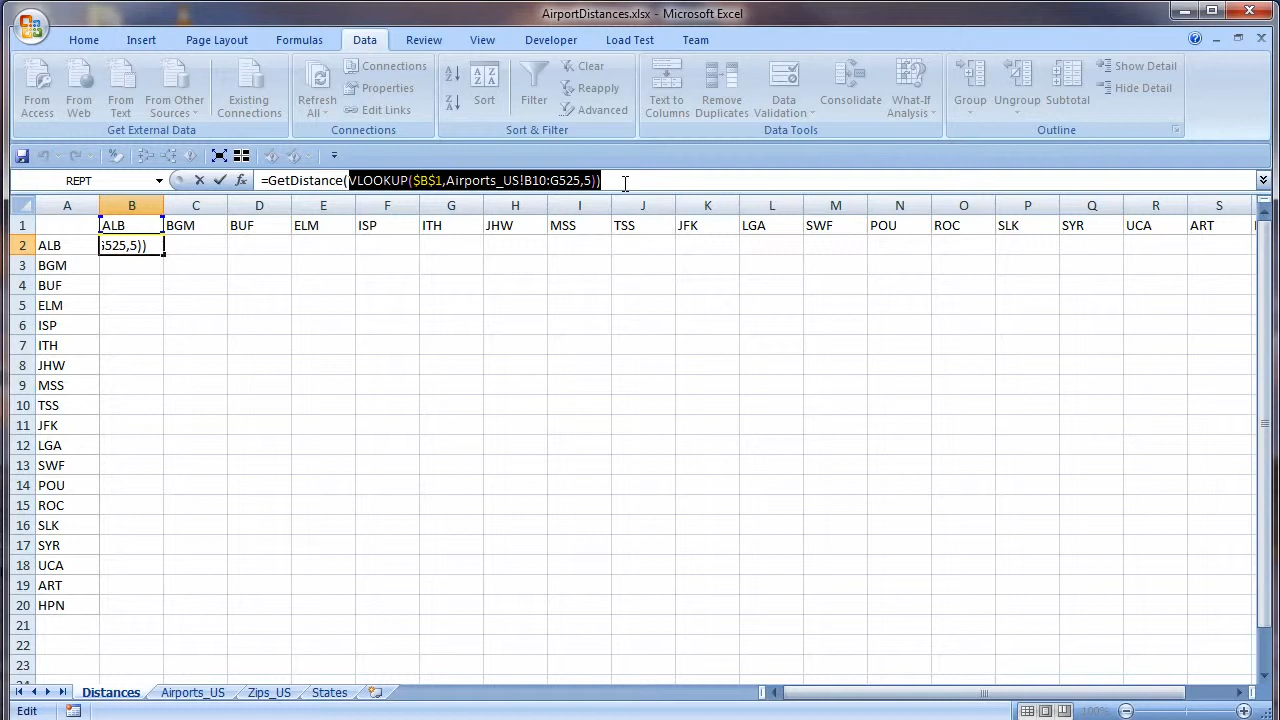 AirportDistances.xlsx - Microsoft Excel
Home Insert Page Layout Formulas Data Review View Developer Load Test Team
From Access
From Web
From Text
From Other Sources
Existing Connections
Get External Data
Refresh All
Connections
Properties
Edit Links
Connections
Sort
Filter
Clear
Reapply
Advanced
Sort & Filter
Text to Columns
Remove Duplicates
Data Validation
Consolidate
What-If Analysis
Data Tools
Group
Ungroup
Subtotal
Show Detail
Hide Detail
Outline
REPT fx =GetDistance(VLOOKUP($B$1,Airports_US!B10:G525,5))
A B C D E F G H I J K L M N O P Q R S
1 ALB BGM BUF ELM ISP ITH JHW MSS TSS JFK LGA SWF POU ROC SLK SYR UCA ART
2 ALB 525,5))
3 BGM
4 BUF
5 ELM
6 ISP
7 ITH
8 JHW
9 MSS
10 TSS
11 JFK
12 LGA
13 SWF
14 POU
15 ROC
16 SLK
17 SYR
18 UCA
19 ART
20 HPN
21
22
23
Distances Airports_US Zips_US States
Edit 100%